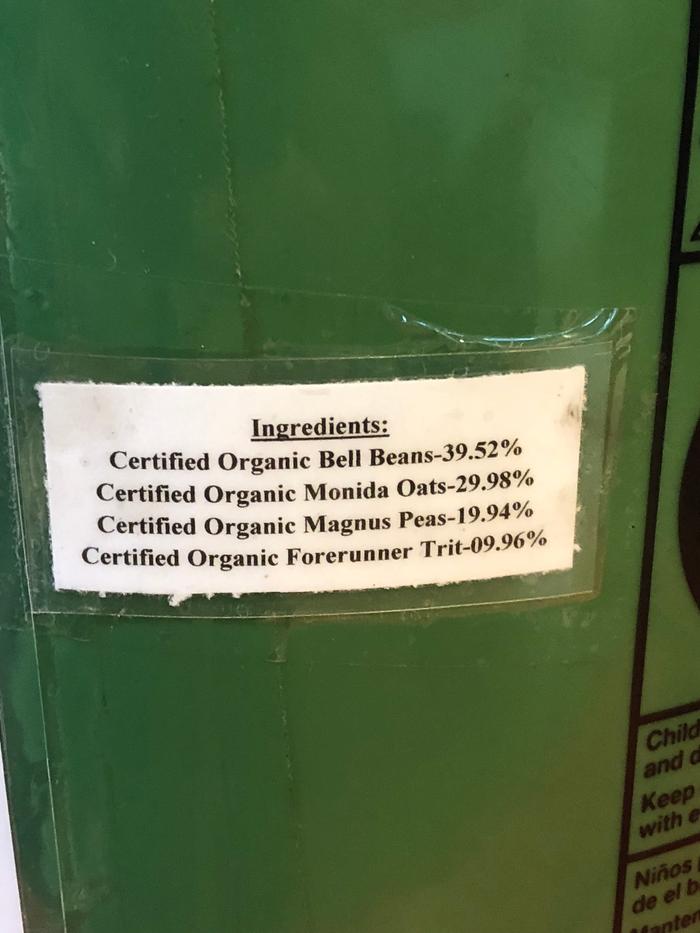 Ingredients:
Certified Organic Bell Beans-39.52%
Certified Organic Monida Oats-29.98%
Certified Organic Magnus Peas-19.94%
Certified Organic Forerunner Trit-09.96%
Child
and d
Keep
with e
Niños
de el b
Manten